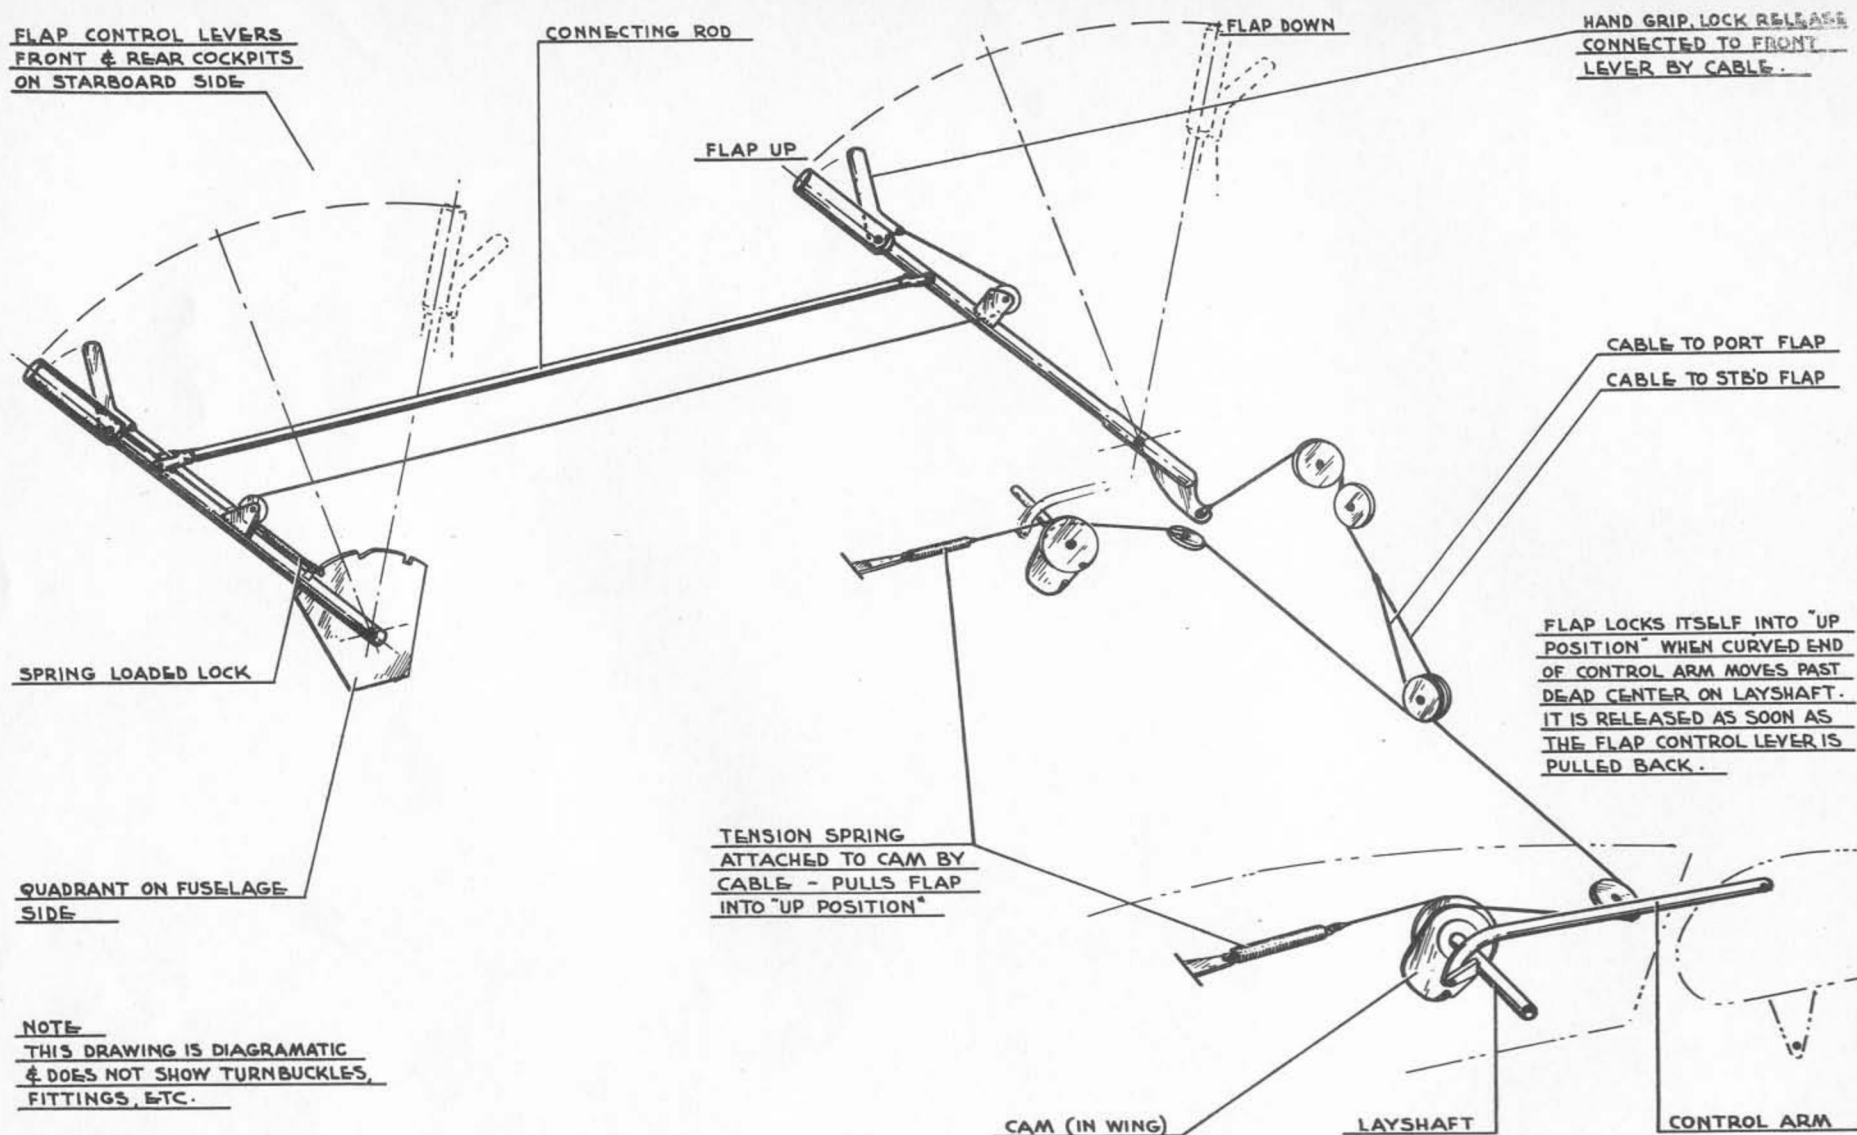 FLAP CONTROL LEVERS
FRONT & REAR COCKPITS
ON STARBOARD SIDE
CONNECTING ROD
FLAP DOWN
HAND GRIP, LOCK RELEASE
CONNECTED TO FRONT
LEVER BY CABLE.
FLAP UP
CABLE TO PORT FLAP
CABLE TO STB'D FLAP
FLAP LOCKS ITSELF INTO "UP
POSITION" WHEN CURVED END
OF CONTROL ARM MOVES PAST
DEAD CENTER ON LAYSHAFT.
IT IS RELEASED AS SOON AS
THE FLAP CONTROL LEVER IS
PULLED BACK.
SPRING LOADED LOCK
TENSION SPRING
ATTACHED TO CAM BY
CABLE - PULLS FLAP
INTO "UP POSITION"
QUADRANT ON FUSELAGE
SIDE
NOTE
THIS DRAWING IS DIAGRAMATIC
& DOES NOT SHOW TURNBUCKLES,
FITTINGS, ETC.
CAM (IN WING)
LAYSHAFT
CONTROL ARM